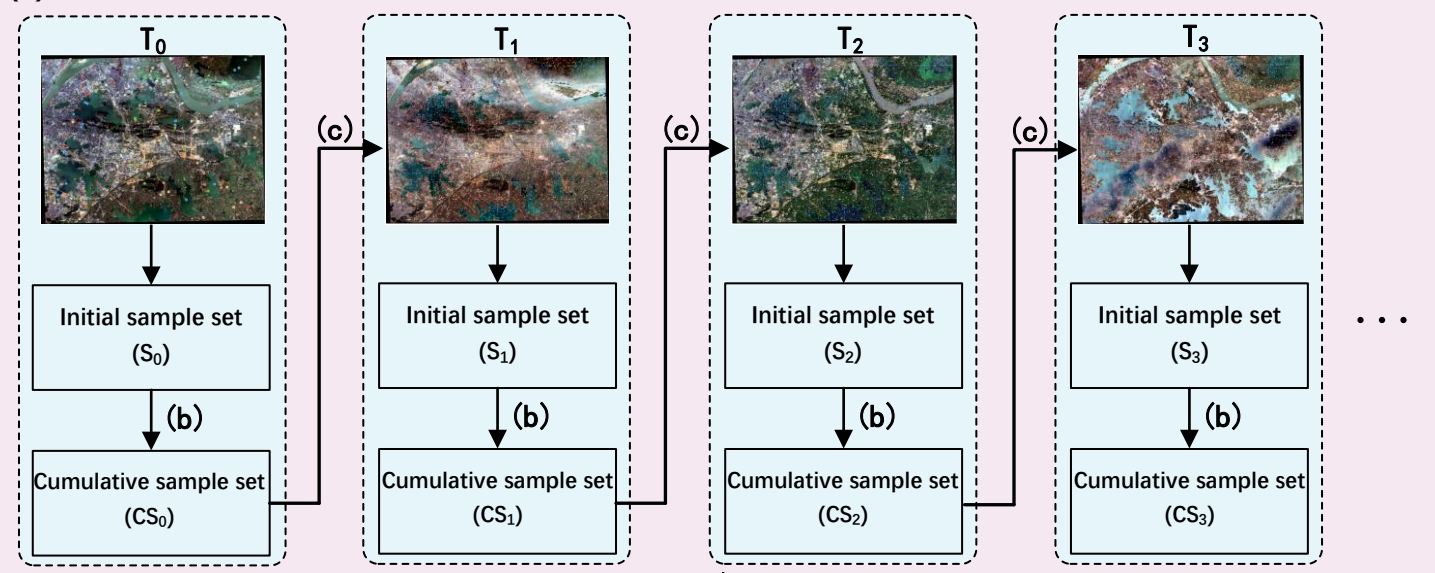 T₀
T₁
T₂
T₃
(c)
(c)
(c)
Initial sample set
(S₀)
Initial sample set
(S₁)
Initial sample set
(S₂)
Initial sample set
(S₃)
. . .
(b)
(b)
(b)
(b)
Cumulative sample set
(CS₀)
Cumulative sample set
(CS₁)
Cumulative sample set
(CS₂)
Cumulative sample set
(CS₃)